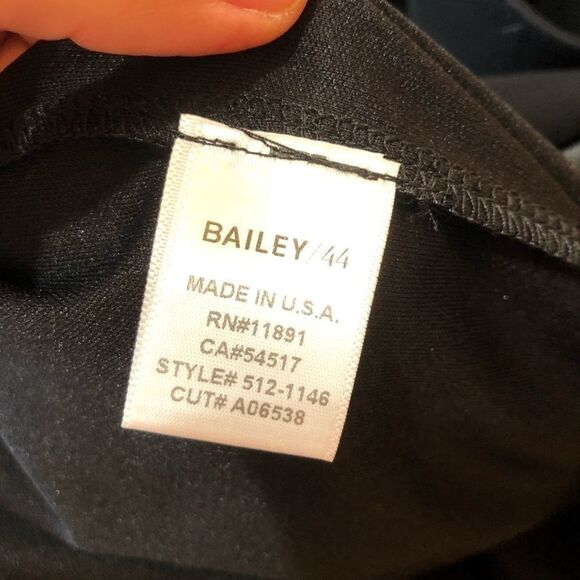 BAILEY/44
MADE IN U.S.A.
RN#11891
CA#54517
STYLE# 512-1146
CUT# A06538